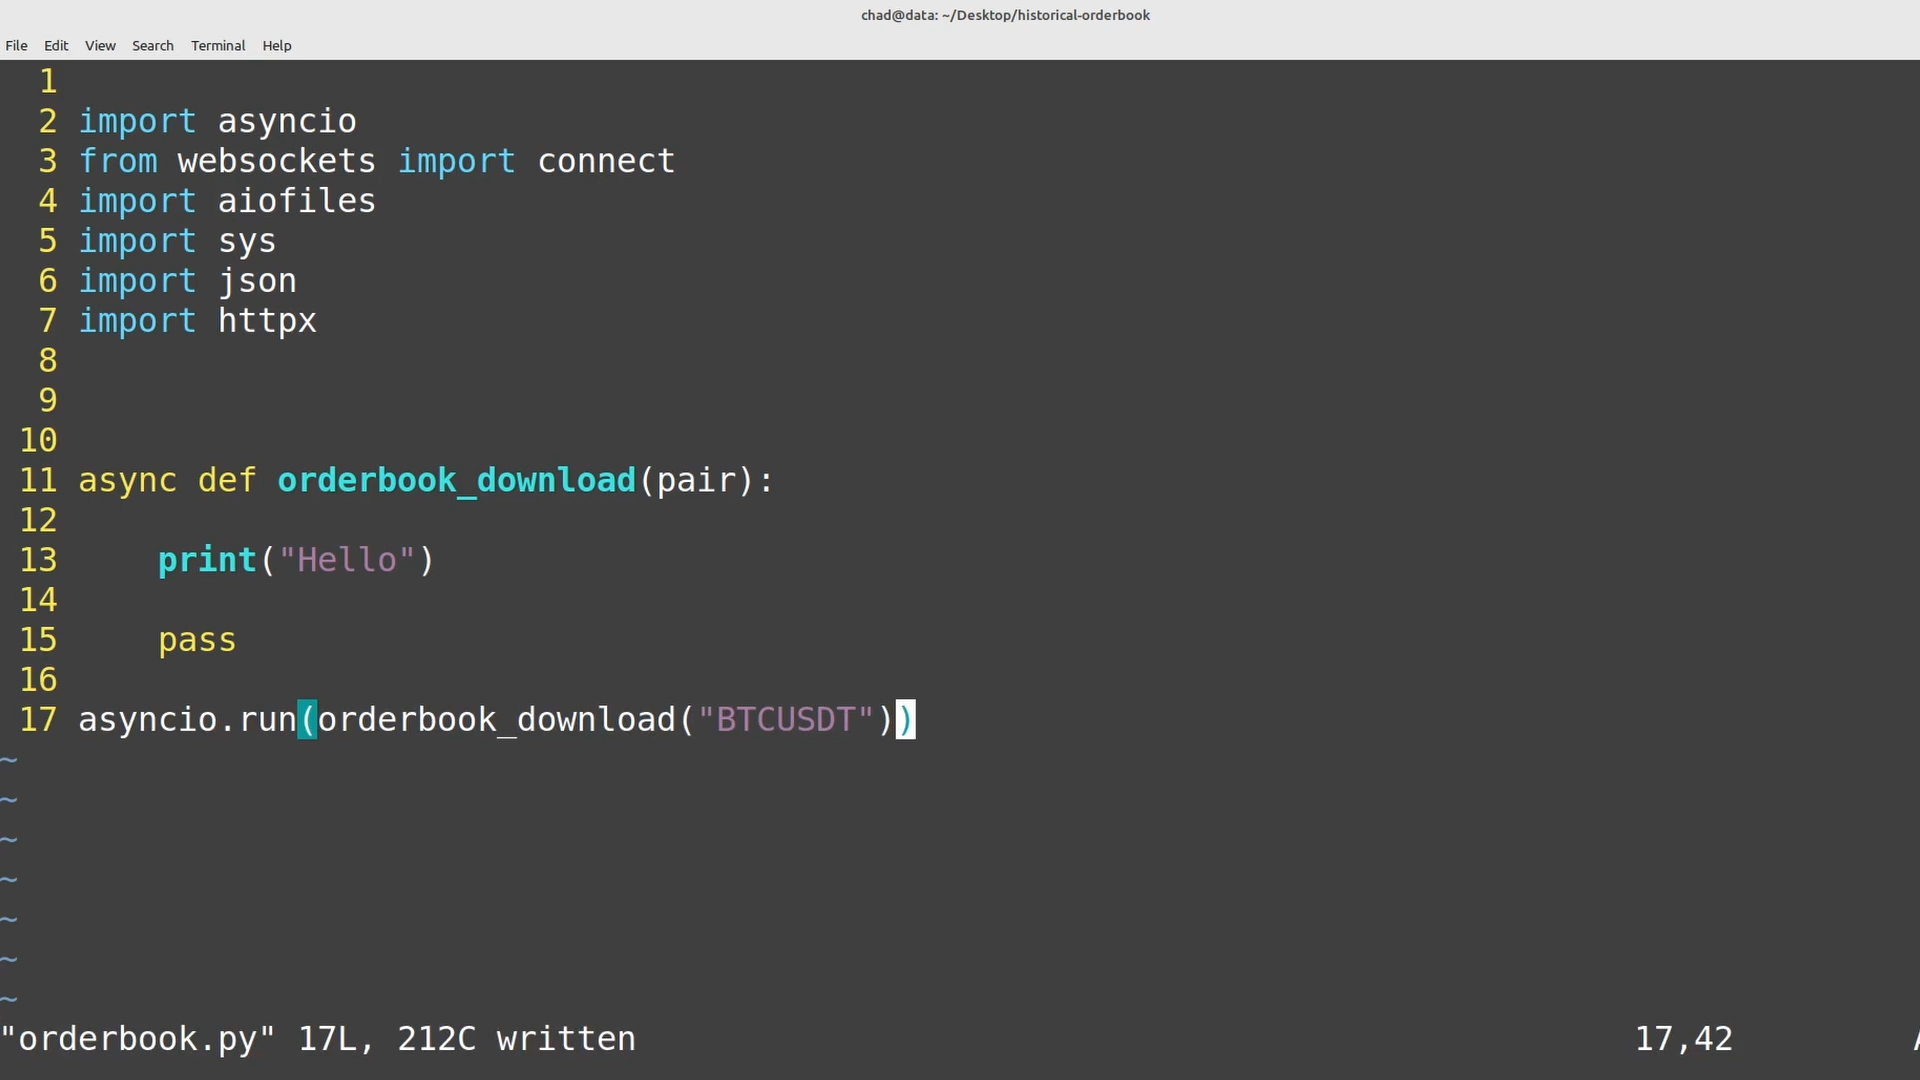 chad@data: ~/Desktop/historical-orderbook
File Edit View Search Terminal Help
1
2 import asyncio
3 from websockets import connect
4 import aiofiles
5 import sys
6 import json
7 import httpx
8
9
10
11 async def orderbook_download(pair):
12
13     print("Hello")
14
15     pass
16
17 asyncio.run(orderbook_download("BTCUSDT"))
~
~
~
~
~
~
~
"orderbook.py" 17L, 212C written 17,42